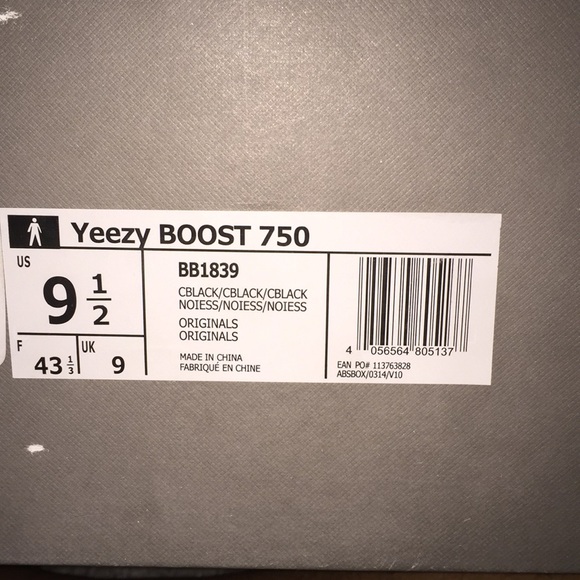 Yeezy BOOST 750
US
9 1/2
F
43 1/3
UK
9
BB1839
CBLACK/CBLACK/CBLACK
NOIESS/NOIESS/NOIESS
ORIGINALS
ORIGINALS
MADE IN CHINA
FABRIQUÉ EN CHINE
4 056564 805137
EAN PO# 113763828
ABSBOX/0314/V10